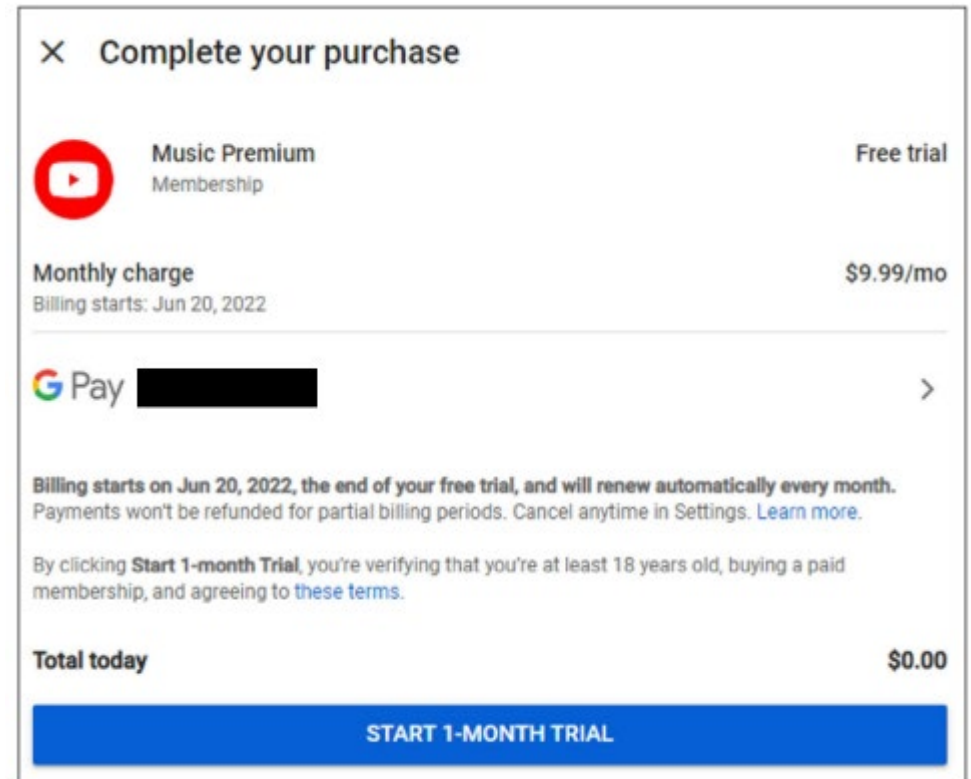 Complete your purchase
Music Premium
Free trial
Membership
Monthly charge
$9.99/mo
Billing starts: Jun 20, 2022
G Pay
Billing starts on Jun 20, 2022, the end of your free trial, and will renew automatically every month.
Payments won't be refunded for partial billing periods. Cancel anytime in Settings. Learn more.
By clicking Start 1-month Trial, you're verifying that you're at least 18 years old, buying a paid
membership, and agreeing to these terms.
Total today
$0.00
START 1-MONTH TRIAL